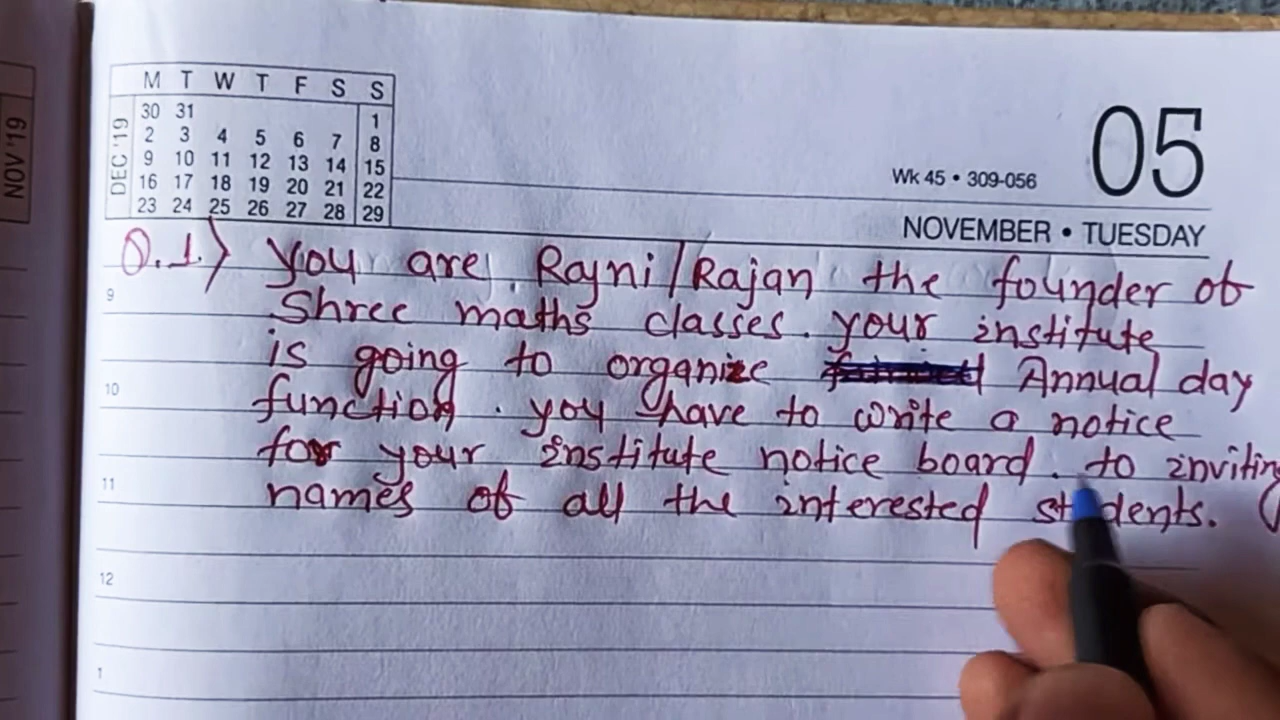 M T W T F S S
30 31 1
2 3 4 5 6 7 8
9 10 11 12 13 14 15
16 17 18 19 20 21 22
23 24 25 26 27 28 29
DEC '19
NOV '19
05
Wk 45 • 309-056
NOVEMBER • TUESDAY
Q.1.) You are Rajni/Rajan the founder of
9
Shree maths classes. your institute
is going to organize Annual day
10
function. you have to write a notice
for your institute notice board. to inviting
11
names of all the interested students.
12
1